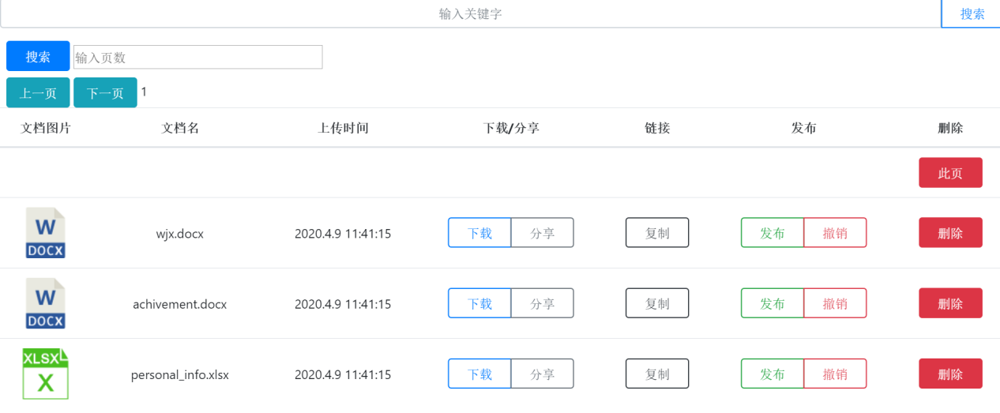 输入关键字 搜索
搜索 输入页数
上一页 下一页 1
文档图片 文档名 上传时间 下载/分享 链接 发布 删除
此页
W DOCX wjx.docx 2020.4.9 11:41:15 下载 分享 复制 发布 撤销 删除
W DOCX achivement.docx 2020.4.9 11:41:15 下载 分享 复制 发布 撤销 删除
XLSX X personal_info.xlsx 2020.4.9 11:41:15 下载 分享 复制 发布 撤销 删除